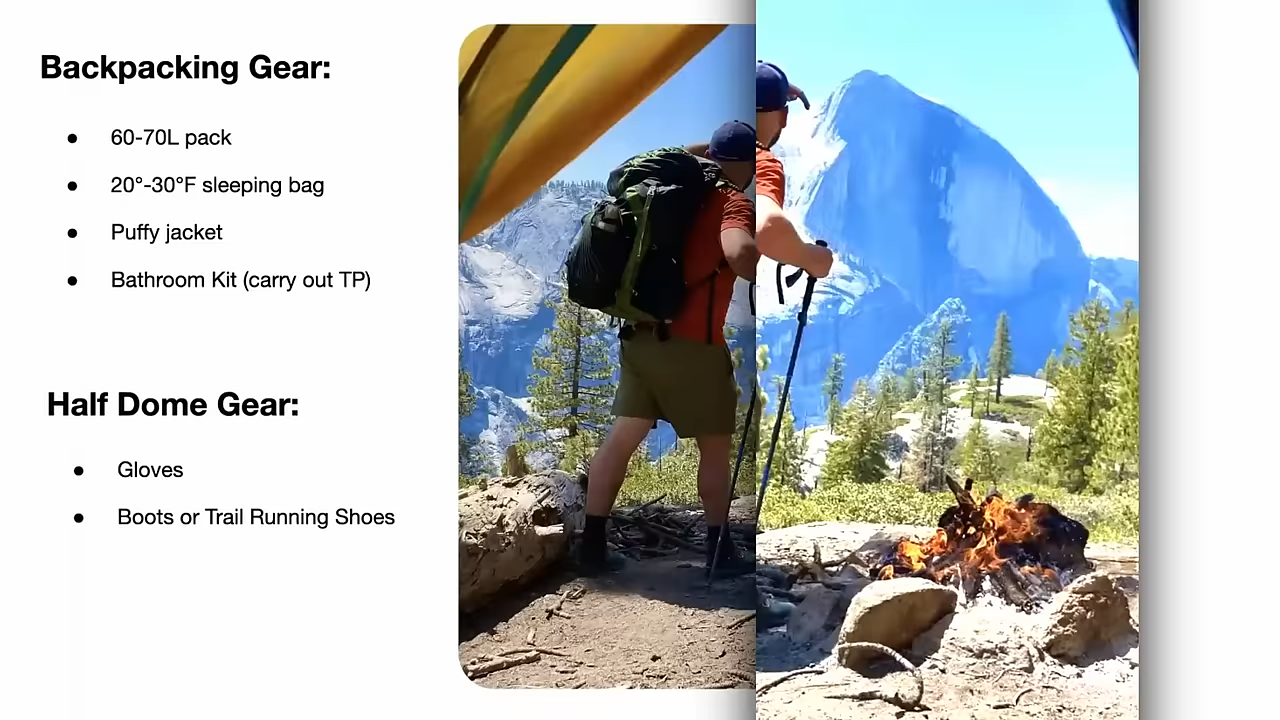 Backpacking Gear:
● 60-70L pack
● 20°-30°F sleeping bag
● Puffy jacket
● Bathroom Kit (carry out TP)
Half Dome Gear:
● Gloves
● Boots or Trail Running Shoes